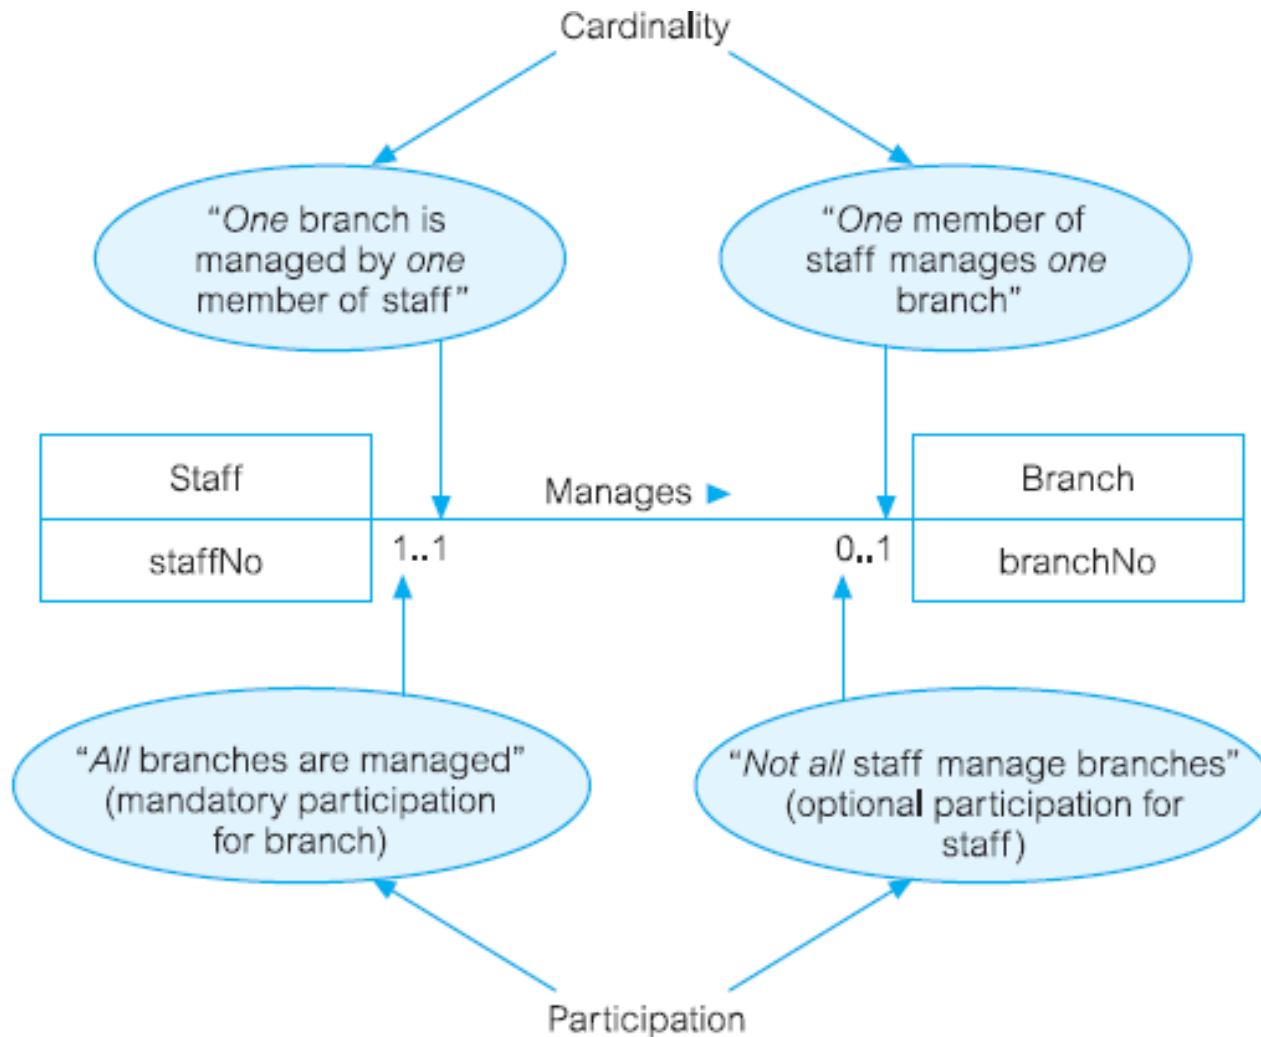 Cardinality
“One branch is
managed by one
member of staff”
“One member of
staff manages one
branch”
Staff
Manages ►
Branch
staffNo
1..1
0..1
branchNo
“All branches are managed”
(mandatory participation
for branch)
“Not all staff manage branches”
(optional participation for
staff)
Participation